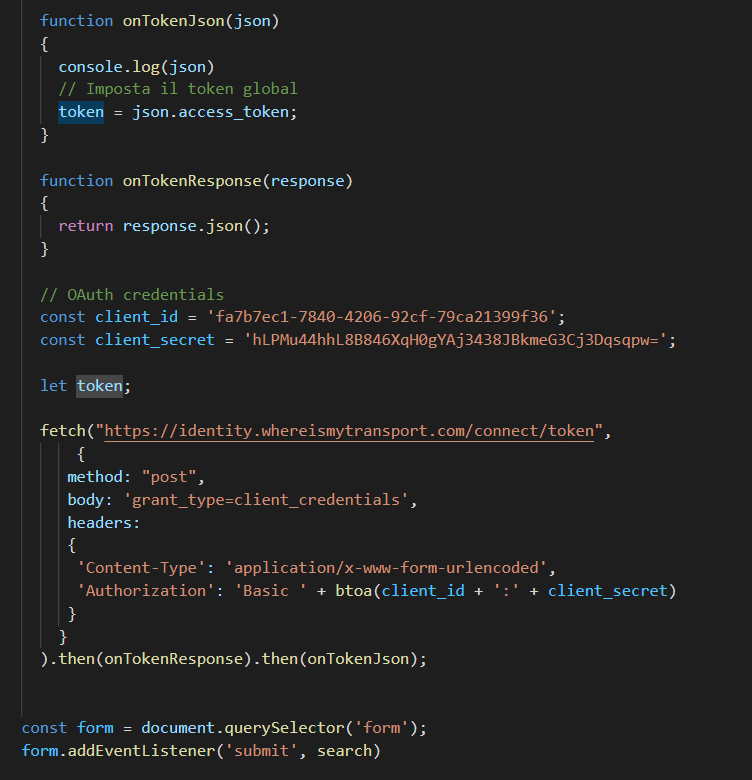 function onTokenJson(json)
{
console.log(json)
// Imposta il token global
token = json.access_token;
}
function onTokenResponse(response)
{
return response.json();
}
// OAuth credentials
const client_id = 'fa7b7ec1-7840-4206-92cf-79ca21399f36';
const client_secret = 'hLPMu44hhL8B846XqH0gYAj3438JBkmeG3Cj3Dqsqpw=';
let token;
fetch("https://identity.whereismytransport.com/connect/token",
{
method: "post",
body: 'grant_type=client_credentials',
headers:
{
'Content-Type': 'application/x-www-form-urlencoded',
'Authorization': 'Basic ' + btoa(client_id + ':' + client_secret)
}
}
).then(onTokenResponse).then(onTokenJson);
const form = document.querySelector('form');
form.addEventListener('submit', search)